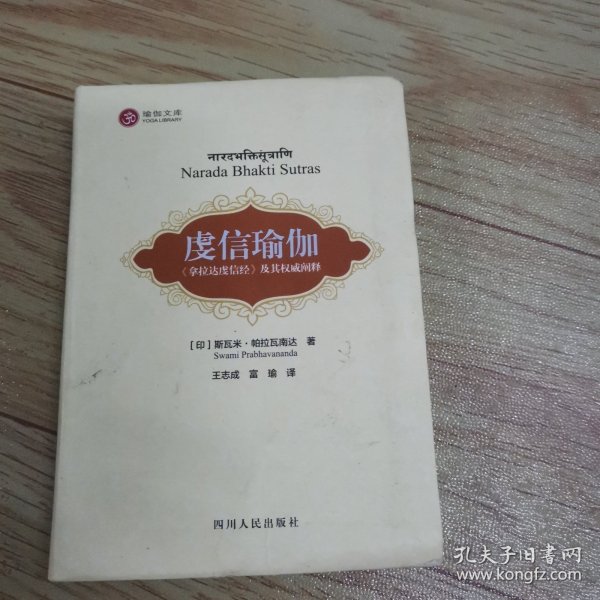 瑜伽文库
YOGA LIBRARY
नारदभक्तिसूत्राणि
Narada Bhakti Sutras
虔信瑜伽
《拿拉达虔信经》及其权威阐释
[印]斯瓦米·帕拉瓦南达 著
Swami Prabhavananda
王志成 富瑜 译
四川人民出版社
孔夫子旧书网
www.kongfz.com